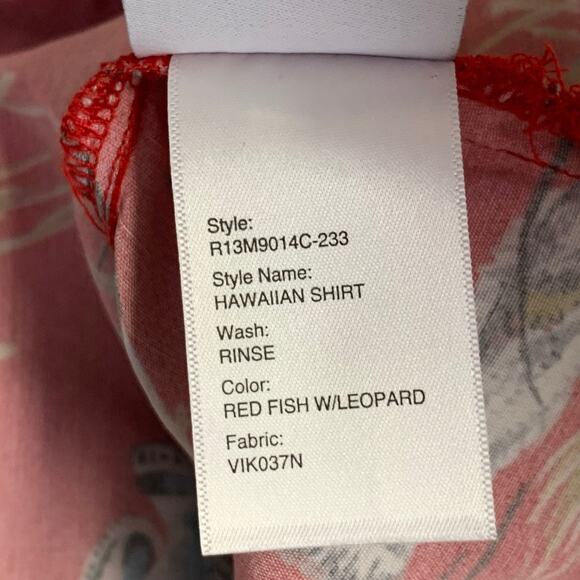 Style:
R13M9014C-233
Style Name:
HAWAIIAN SHIRT
Wash:
RINSE
Color:
RED FISH W/LEOPARD
Fabric:
VIK037N